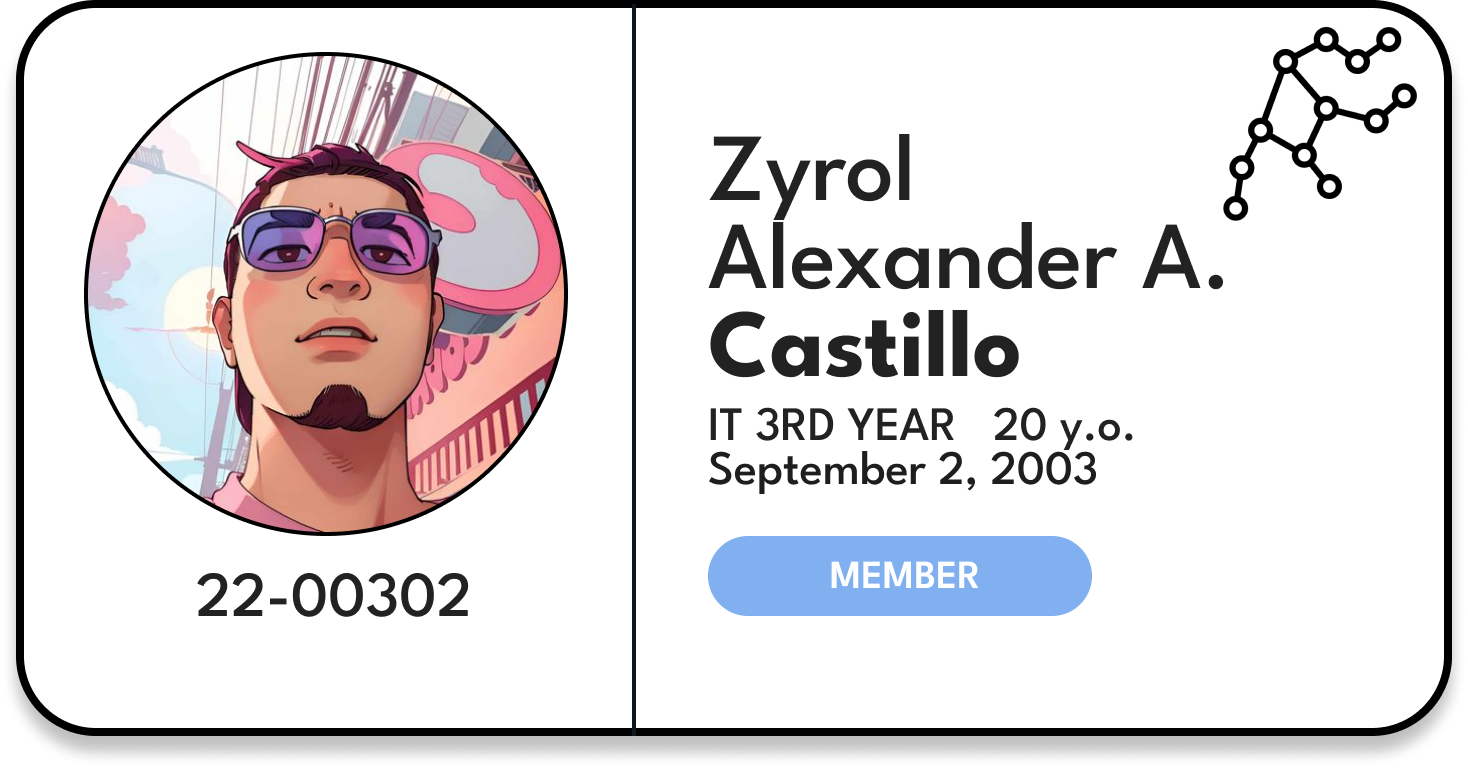 Zyrol
Alexander A.
Castillo
IT 3RD YEAR 20 y.o.
September 2, 2003
MEMBER
22-00302